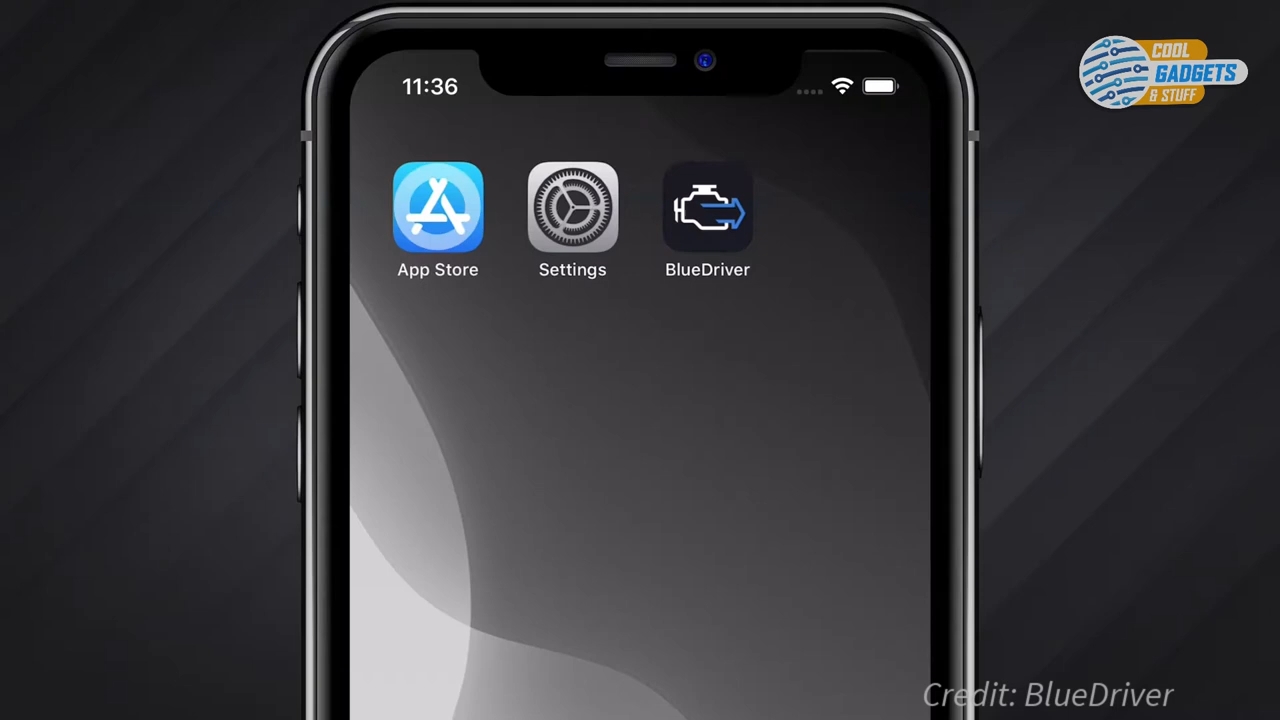 11:36
COOL
GADGETS
& STUFF
App Store
Settings
BlueDriver
Credit: BlueDriver